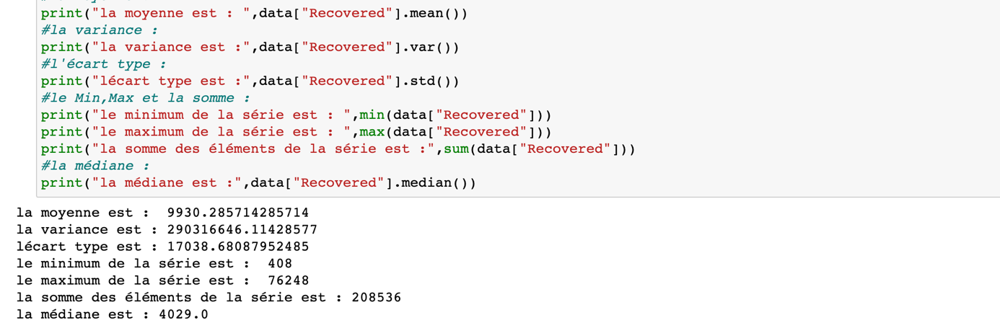 print("la moyenne est : ",data["Recovered"].mean())
#la variance :
print("la variance est :",data["Recovered"].var())
#l'écart type :
print("lécart type est :",data["Recovered"].std())
#le Min,Max et la somme :
print("le minimum de la série est : ",min(data["Recovered"]))
print("le maximum de la série est : ",max(data["Recovered"]))
print("la somme des éléments de la série est :",sum(data["Recovered"]))
#la médiane :
print("la médiane est :",data["Recovered"].median())
la moyenne est :  9930.285714285714
la variance est : 290316646.11428577
lécart type est : 17038.68087952485
le minimum de la série est :  408
le maximum de la série est :  76248
la somme des éléments de la série est : 208536
la médiane est : 4029.0